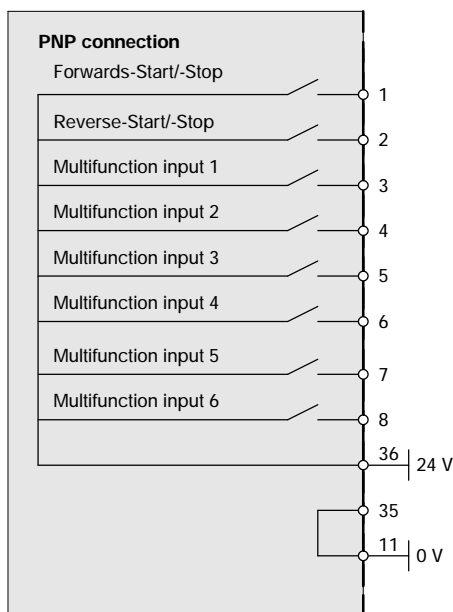 PNP connection
Forwards-Start/-Stop
1
Reverse-Start/-Stop
2
Multifunction input 1
3
Multifunction input 2
4
Multifunction input 3
5
Multifunction input 4
6
Multifunction input 5
7
Multifunction input 6
8
36 24 V
35
11 0 V